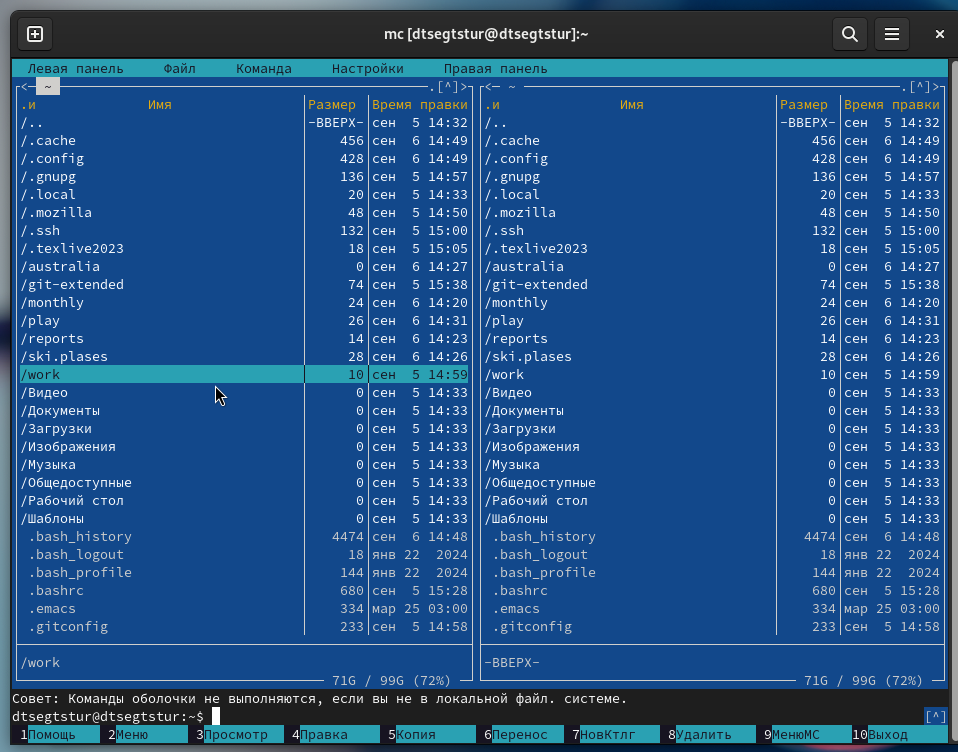 mc [dtsegtstur@dtsegtstur]:~
Левая панель Файл Команда Настройки Правая панель
<─ ~ ─.[^]>
.и Имя Размер Время правки
/.. -ВВЕРХ- сен 5 14:32
/.cache 456 сен 6 14:49
/.config 428 сен 6 14:49
/.gnupg 136 сен 5 14:57
/.local 20 сен 5 14:33
/.mozilla 48 сен 5 14:50
/.ssh 132 сен 5 15:00
/.texlive2023 18 сен 5 15:05
/australia 0 сен 6 14:27
/git-extended 74 сен 5 15:38
/monthly 24 сен 6 14:20
/play 26 сен 6 14:31
/reports 14 сен 6 14:23
/ski.plases 28 сен 6 14:26
/work 10 сен 5 14:59
/Видео 0 сен 5 14:33
/Документы 0 сен 5 14:33
/Загрузки 0 сен 5 14:33
/Изображения 0 сен 5 14:33
/Музыка 0 сен 5 14:33
/Общедоступные 0 сен 5 14:33
/Рабочий стол 0 сен 5 14:33
/Шаблоны 0 сен 5 14:33
.bash_history 4474 сен 6 14:48
.bash_logout 18 янв 22 2024
.bash_profile 144 янв 22 2024
.bashrc 680 сен 5 15:28
.emacs 334 мар 25 03:00
.gitconfig 233 сен 5 14:58
/work
71G / 99G (72%)
<─ ~ ─.[^]>
.и Имя Размер Время правки
/.. -ВВЕРХ- сен 5 14:32
/.cache 456 сен 6 14:49
/.config 428 сен 6 14:49
/.gnupg 136 сен 5 14:57
/.local 20 сен 5 14:33
/.mozilla 48 сен 5 14:50
/.ssh 132 сен 5 15:00
/.texlive2023 18 сен 5 15:05
/australia 0 сен 6 14:27
/git-extended 74 сен 5 15:38
/monthly 24 сен 6 14:20
/play 26 сен 6 14:31
/reports 14 сен 6 14:23
/ski.plases 28 сен 6 14:26
/work 10 сен 5 14:59
/Видео 0 сен 5 14:33
/Документы 0 сен 5 14:33
/Загрузки 0 сен 5 14:33
/Изображения 0 сен 5 14:33
/Музыка 0 сен 5 14:33
/Общедоступные 0 сен 5 14:33
/Рабочий стол 0 сен 5 14:33
/Шаблоны 0 сен 5 14:33
.bash_history 4474 сен 6 14:48
.bash_logout 18 янв 22 2024
.bash_profile 144 янв 22 2024
.bashrc 680 сен 5 15:28
.emacs 334 мар 25 03:00
.gitconfig 233 сен 5 14:58
-ВВЕРХ-
71G / 99G (72%)
Совет: Команды оболочки не выполняются, если вы не в локальной файл. системе.
dtsegtstur@dtsegtstur:~$ [^]
1Помощь 2Меню 3Просмотр 4Правка 5Копия 6Перенос 7НовКтлг 8Удалить 9МенюMC 10Выход